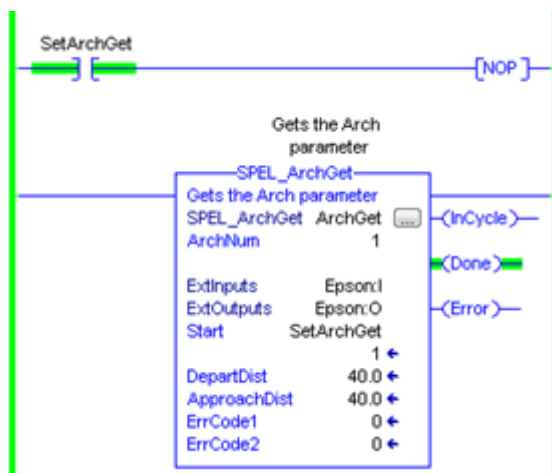 SetArchGet
NOP
Gets the Arch
parameter
SPEL_ArchGet
Gets the Arch parameter
SPEL_ArchGet ArchGet ...
(InCycle)
ArchNum 1
(Done)
ExtInputs Epson:I
ExtOutputs Epson:O
(Error)
Start SetArchGet
1
DepartDist 40.0
ApproachDist 40.0
ErrCode1 0
ErrCode2 0